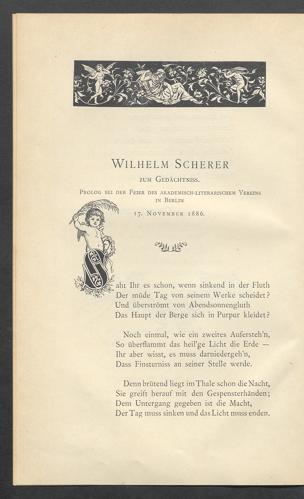 WILHELM SCHERER
ZUM GEDÄCHTNISS.
PROLOG BEI DER FEIER DES AKADEMISCH-LITERARISCHEN VEREINS
IN BERLIN
17. NOVEMBER 1886.
Saht Ihr es schon, wenn sinkend in der Fluth
Der müde Tag von seinem Werke scheidet?
Und überströmt von Abendsonnengluth
Das Haupt der Berge sich in Purpur kleidet?
Noch einmal, wie ein zweites Aufersteh'n,
So überflammt das heil'ge Licht die Erde —
Ihr aber wisst, es muss darniedergeh'n,
Dass Finsterniss an seiner Stelle werde.
Denn brütend liegt im Thale schon die Nacht,
Sie greift herauf mit den Gespensterhänden;
Dem Untergang gegeben ist die Macht,
Der Tag muss sinken und das Licht muss enden.